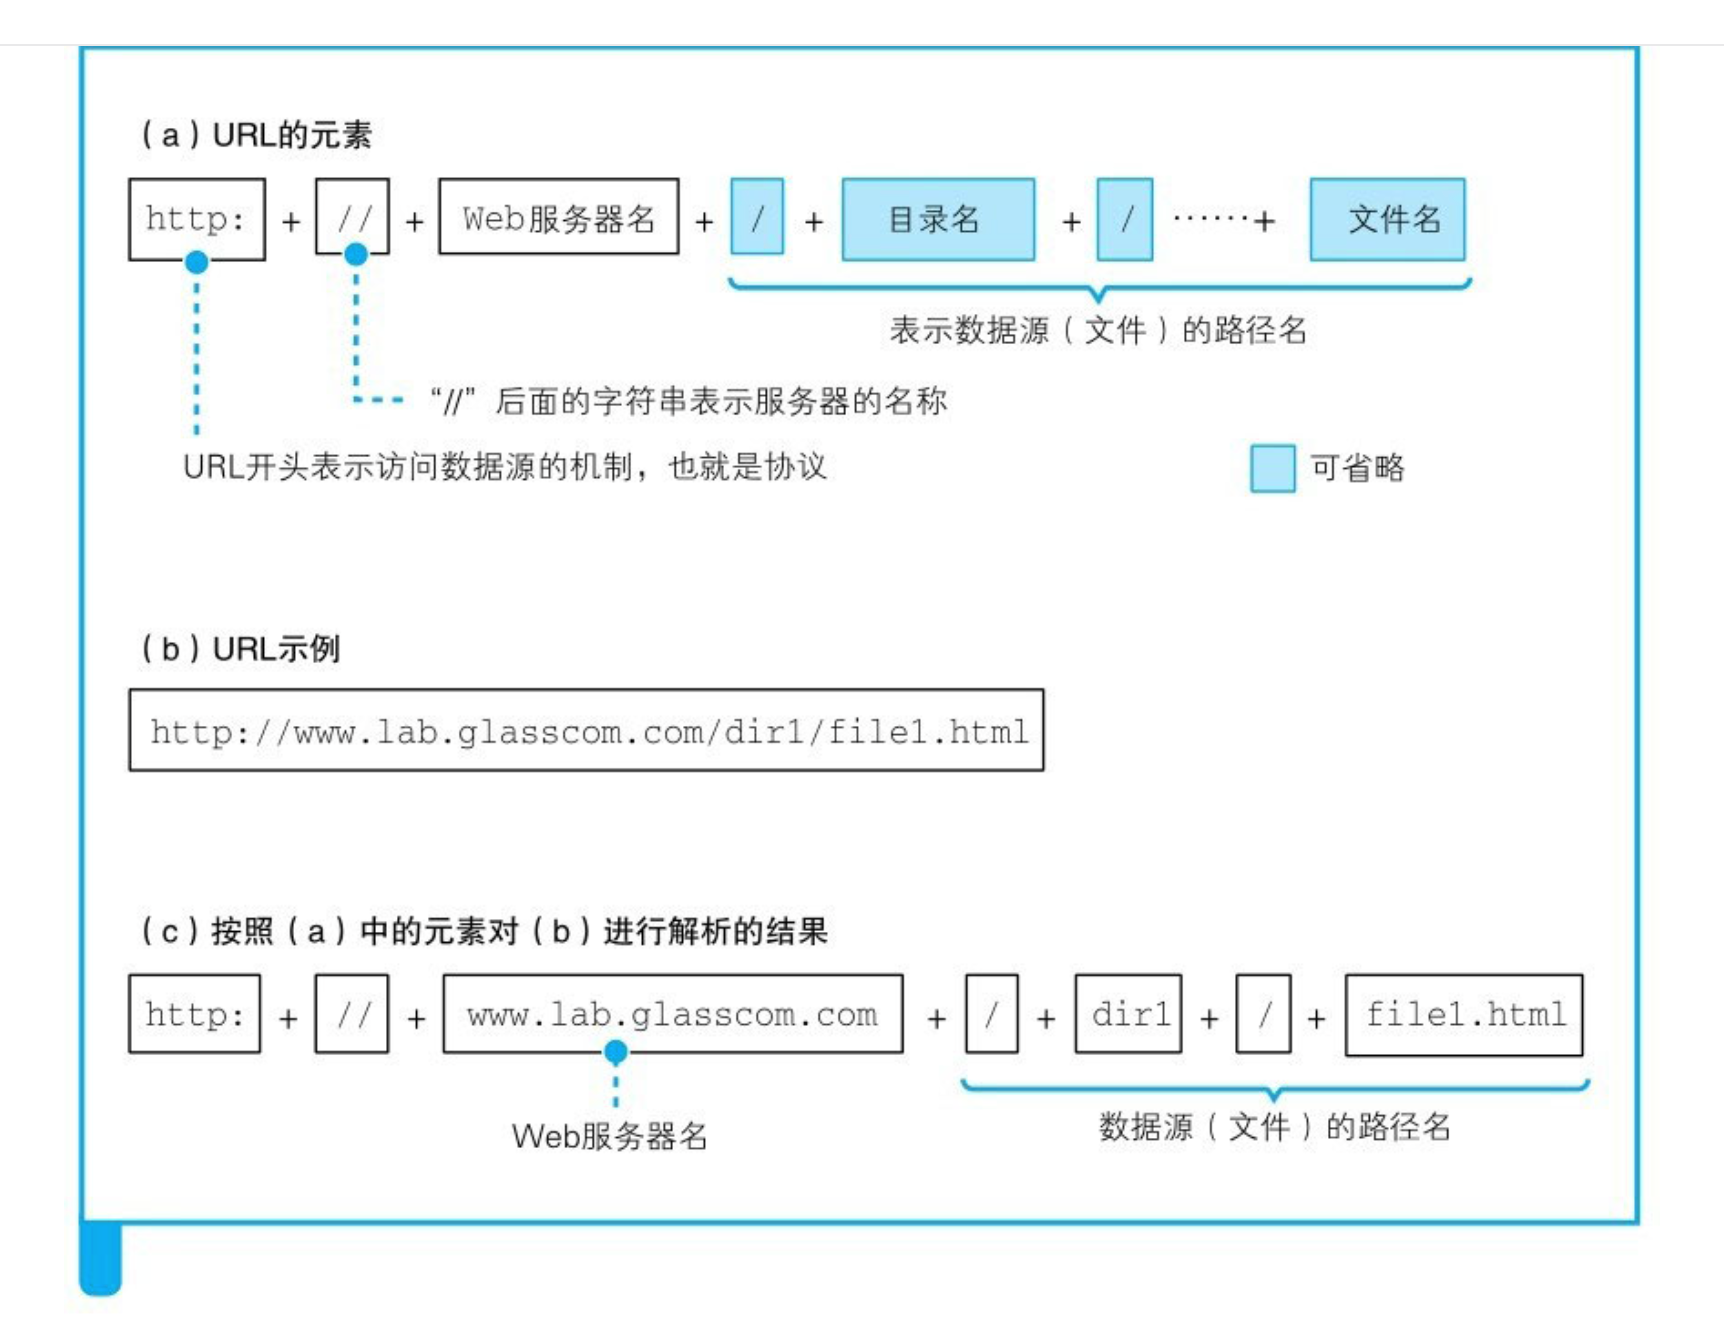 （a）URL的元素
http: + // + Web服务器名 + / + 目录名 + / ……+ 文件名
表示数据源（文件）的路径名
“//” 后面的字符串表示服务器的名称
URL开头表示访问数据源的机制，也就是协议
可省略
（b）URL示例
http://www.lab.glasscom.com/dir1/file1.html
（c）按照（a）中的元素对（b）进行解析的结果
http: + // + www.lab.glasscom.com + / + dir1 + / + file1.html
Web服务器名
数据源（文件）的路径名